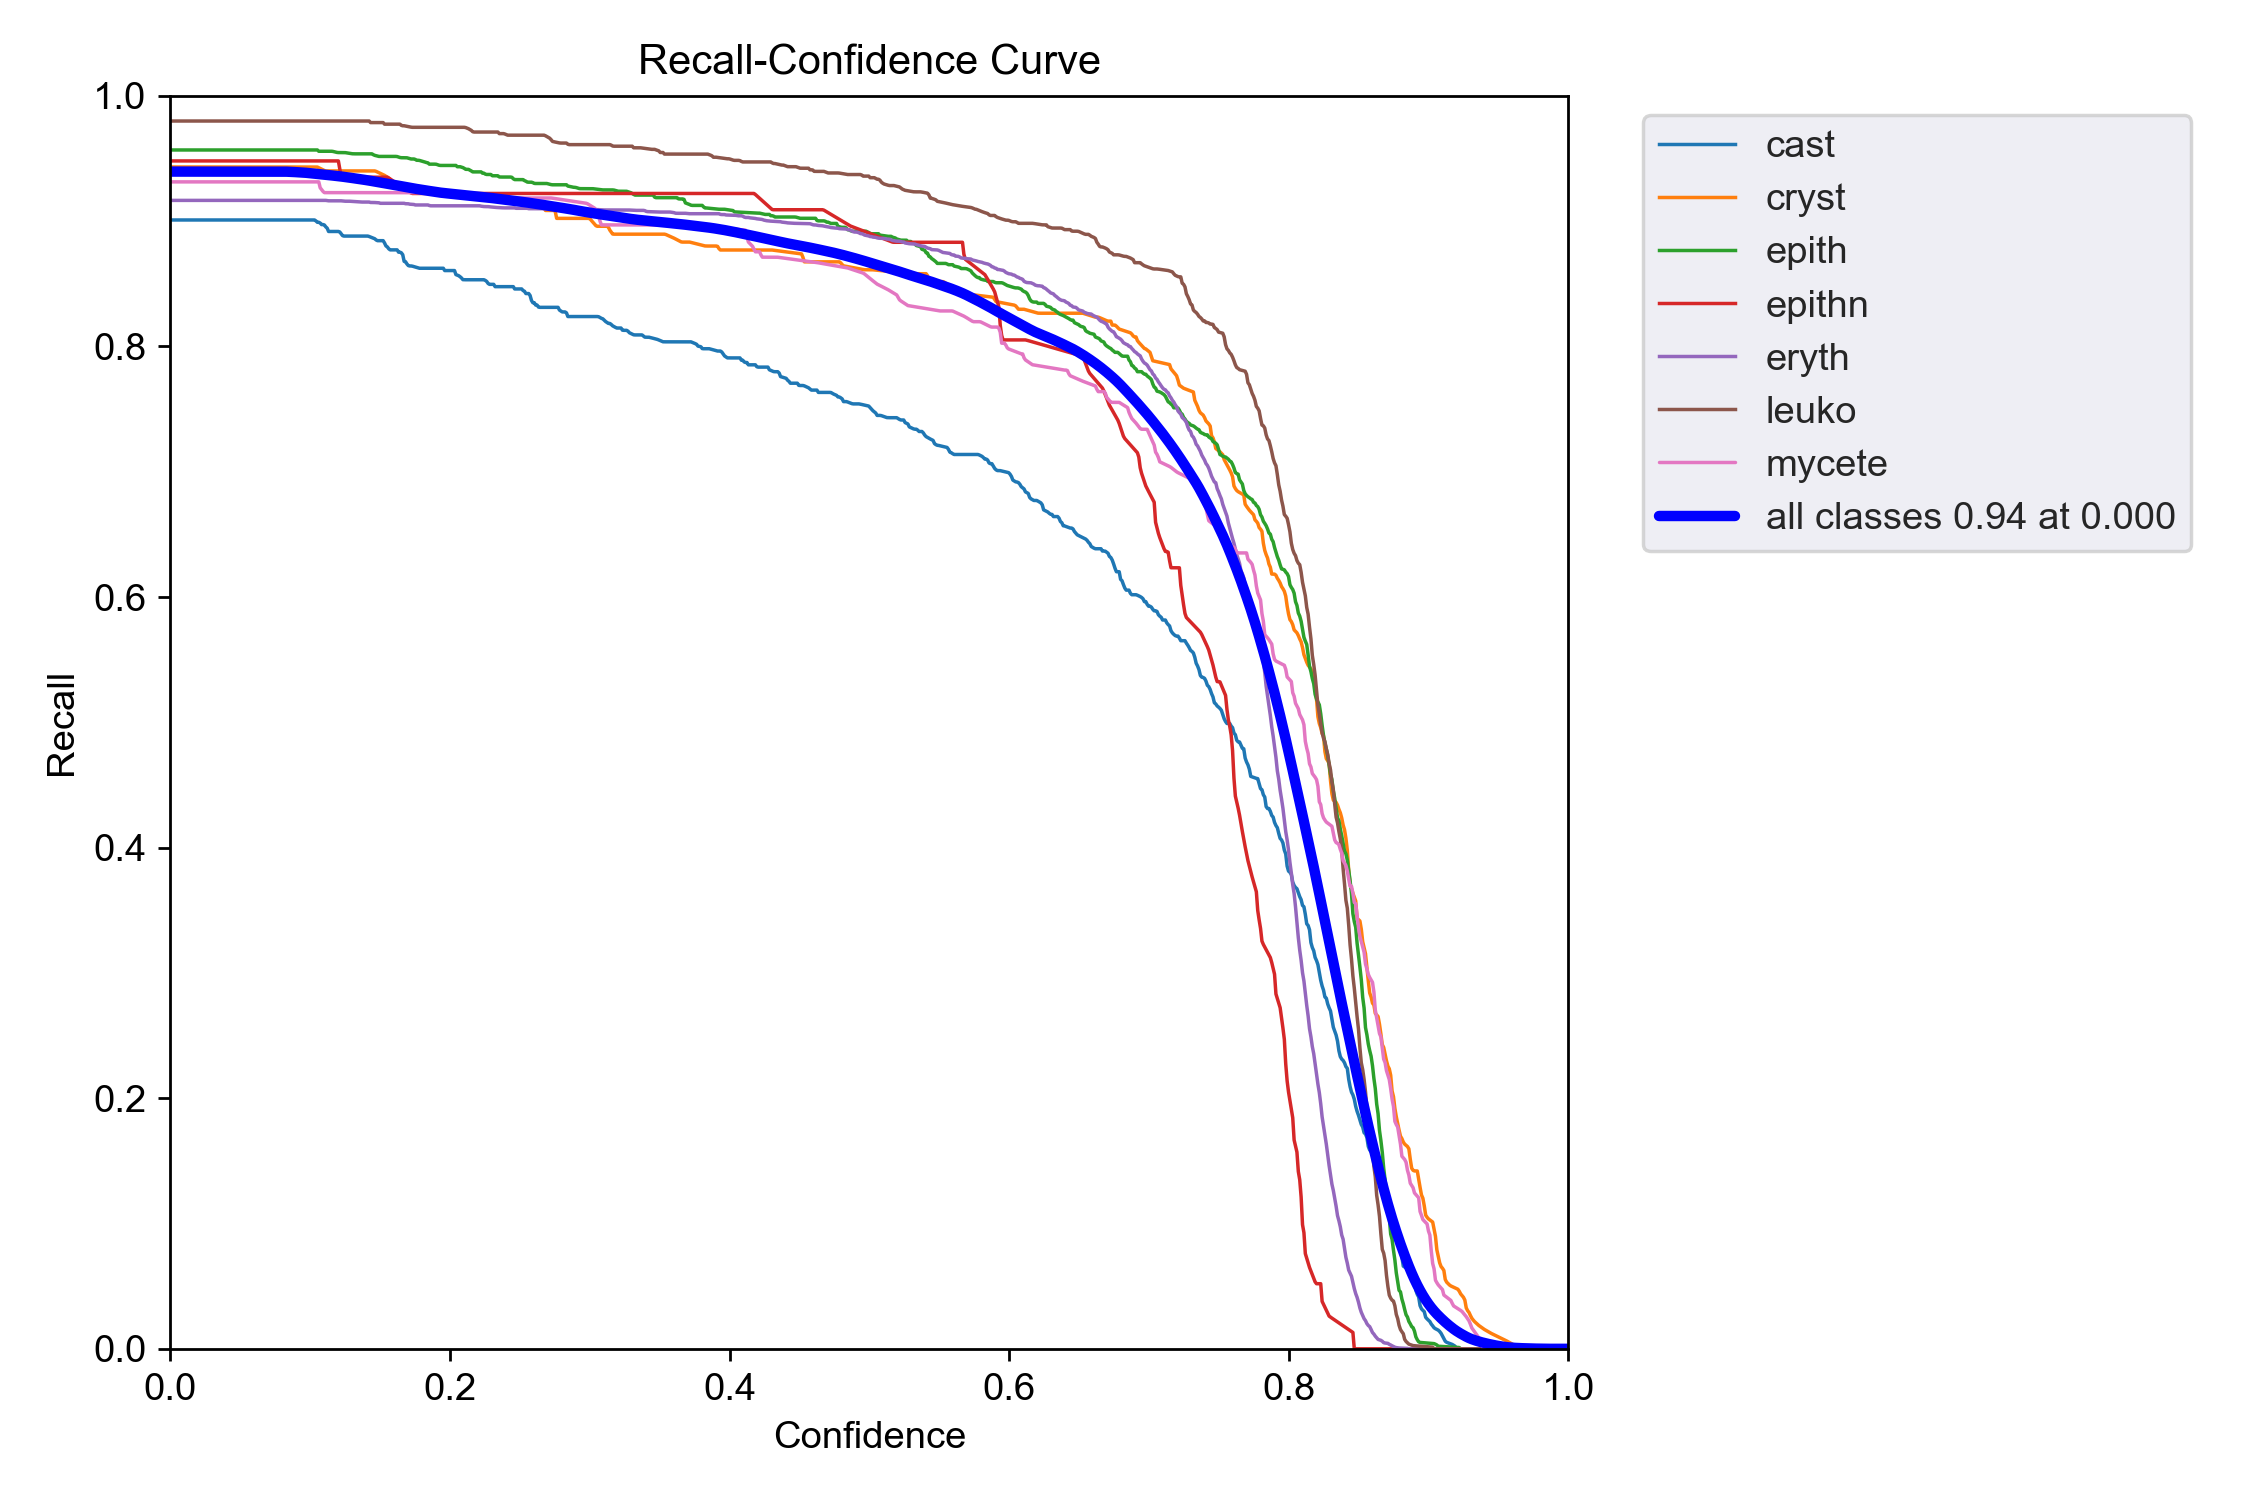 Recall-Confidence Curve
1.0
0.8
0.6
0.4
0.2
0.0
Recall
0.0 0.2 0.4 0.6 0.8 1.0
Confidence
cast
cryst
epith
epithn
eryth
leuko
mycete
all classes 0.94 at 0.000